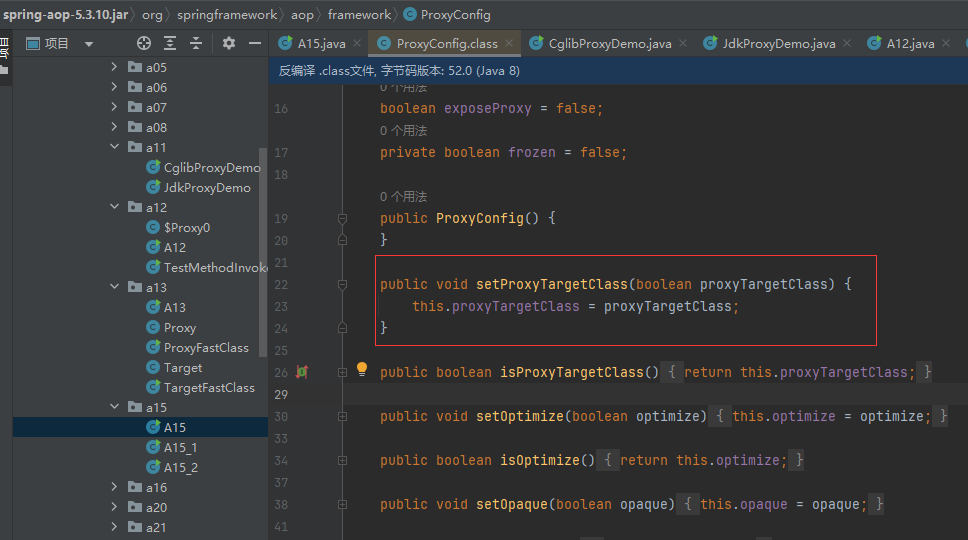 spring-aop-5.3.10.jar › org › springframework › aop › framework › ProxyConfig
项目
A15.java ProxyConfig.class CglibProxyDemo.java JdkProxyDemo.java A12.java
反编译 .class文件, 字节码版本: 52.0 (Java 8)
a05
a06
a07
a08
a11
CglibProxyDemo
JdkProxyDemo
a12
$Proxy0
A12
TestMethodInvok
a13
A13
Proxy
ProxyFastClass
Target
TargetFastClass
a15
A15
A15_1
A15_2
a16
a20
a21
0 个用法
16 boolean exposeProxy = false;
0 个用法
17 private boolean frozen = false;
18
0 个用法
19 public ProxyConfig() {
20 }
21
22 public void setProxyTargetClass(boolean proxyTargetClass) {
23 this.proxyTargetClass = proxyTargetClass;
24 }
25
26 public boolean isProxyTargetClass() { return this.proxyTargetClass; }
29
30 public void setOptimize(boolean optimize) { this.optimize = optimize; }
33
34 public boolean isOptimize() { return this.optimize; }
37
38 public void setOpaque(boolean opaque) { this.opaque = opaque; }
41